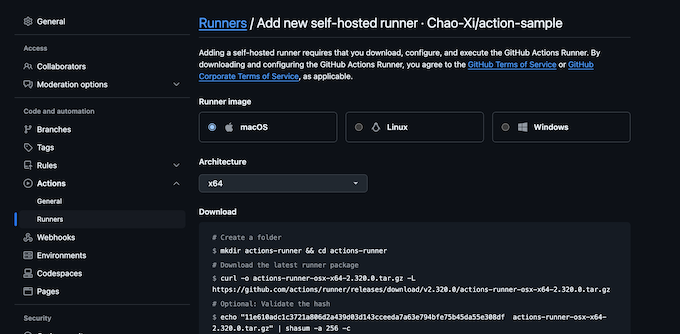 General
Access
Collaborators
Moderation options
Code and automation
Branches
Tags
Rules
Actions
General
Runners
Webhooks
Environments
Codespaces
Pages
Security
Runners / Add new self-hosted runner · Chao-Xi/action-sample
Adding a self-hosted runner requires that you download, configure, and execute the GitHub Actions Runner. By
downloading and configuring the GitHub Actions Runner, you agree to the GitHub Terms of Service or GitHub
Corporate Terms of Service, as applicable.
Runner image
macOS
Linux
Windows
Architecture
x64
Download
# Create a folder
$ mkdir actions-runner && cd actions-runner
# Download the latest runner package
$ curl -o actions-runner-osx-x64-2.320.0.tar.gz -L
https://github.com/actions/runner/releases/download/v2.320.0/actions-runner-osx-x64-2.320.0.tar.gz
# Optional: Validate the hash
$ echo "11e610adc1c3721a806d2a439d03d143cceeda7a63e794bfe75b45da55e308df  actions-runner-osx-x64-
2.320.0.tar.gz" | shasum -a 256 -c